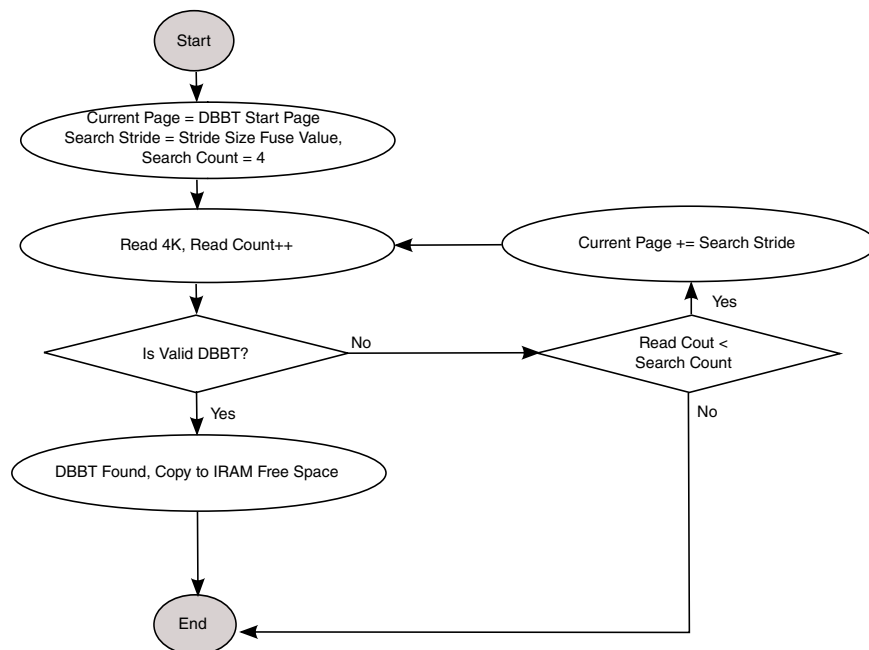 Start
Current Page = DBBT Start Page
Search Stride = Stride Size Fuse Value,
Search Count = 4
Read 4K, Read Count++
Current Page += Search Stride
Yes
Is Valid DBBT?
No
Read Cout <
Search Count
Yes
No
DBBT Found, Copy to IRAM Free Space
End